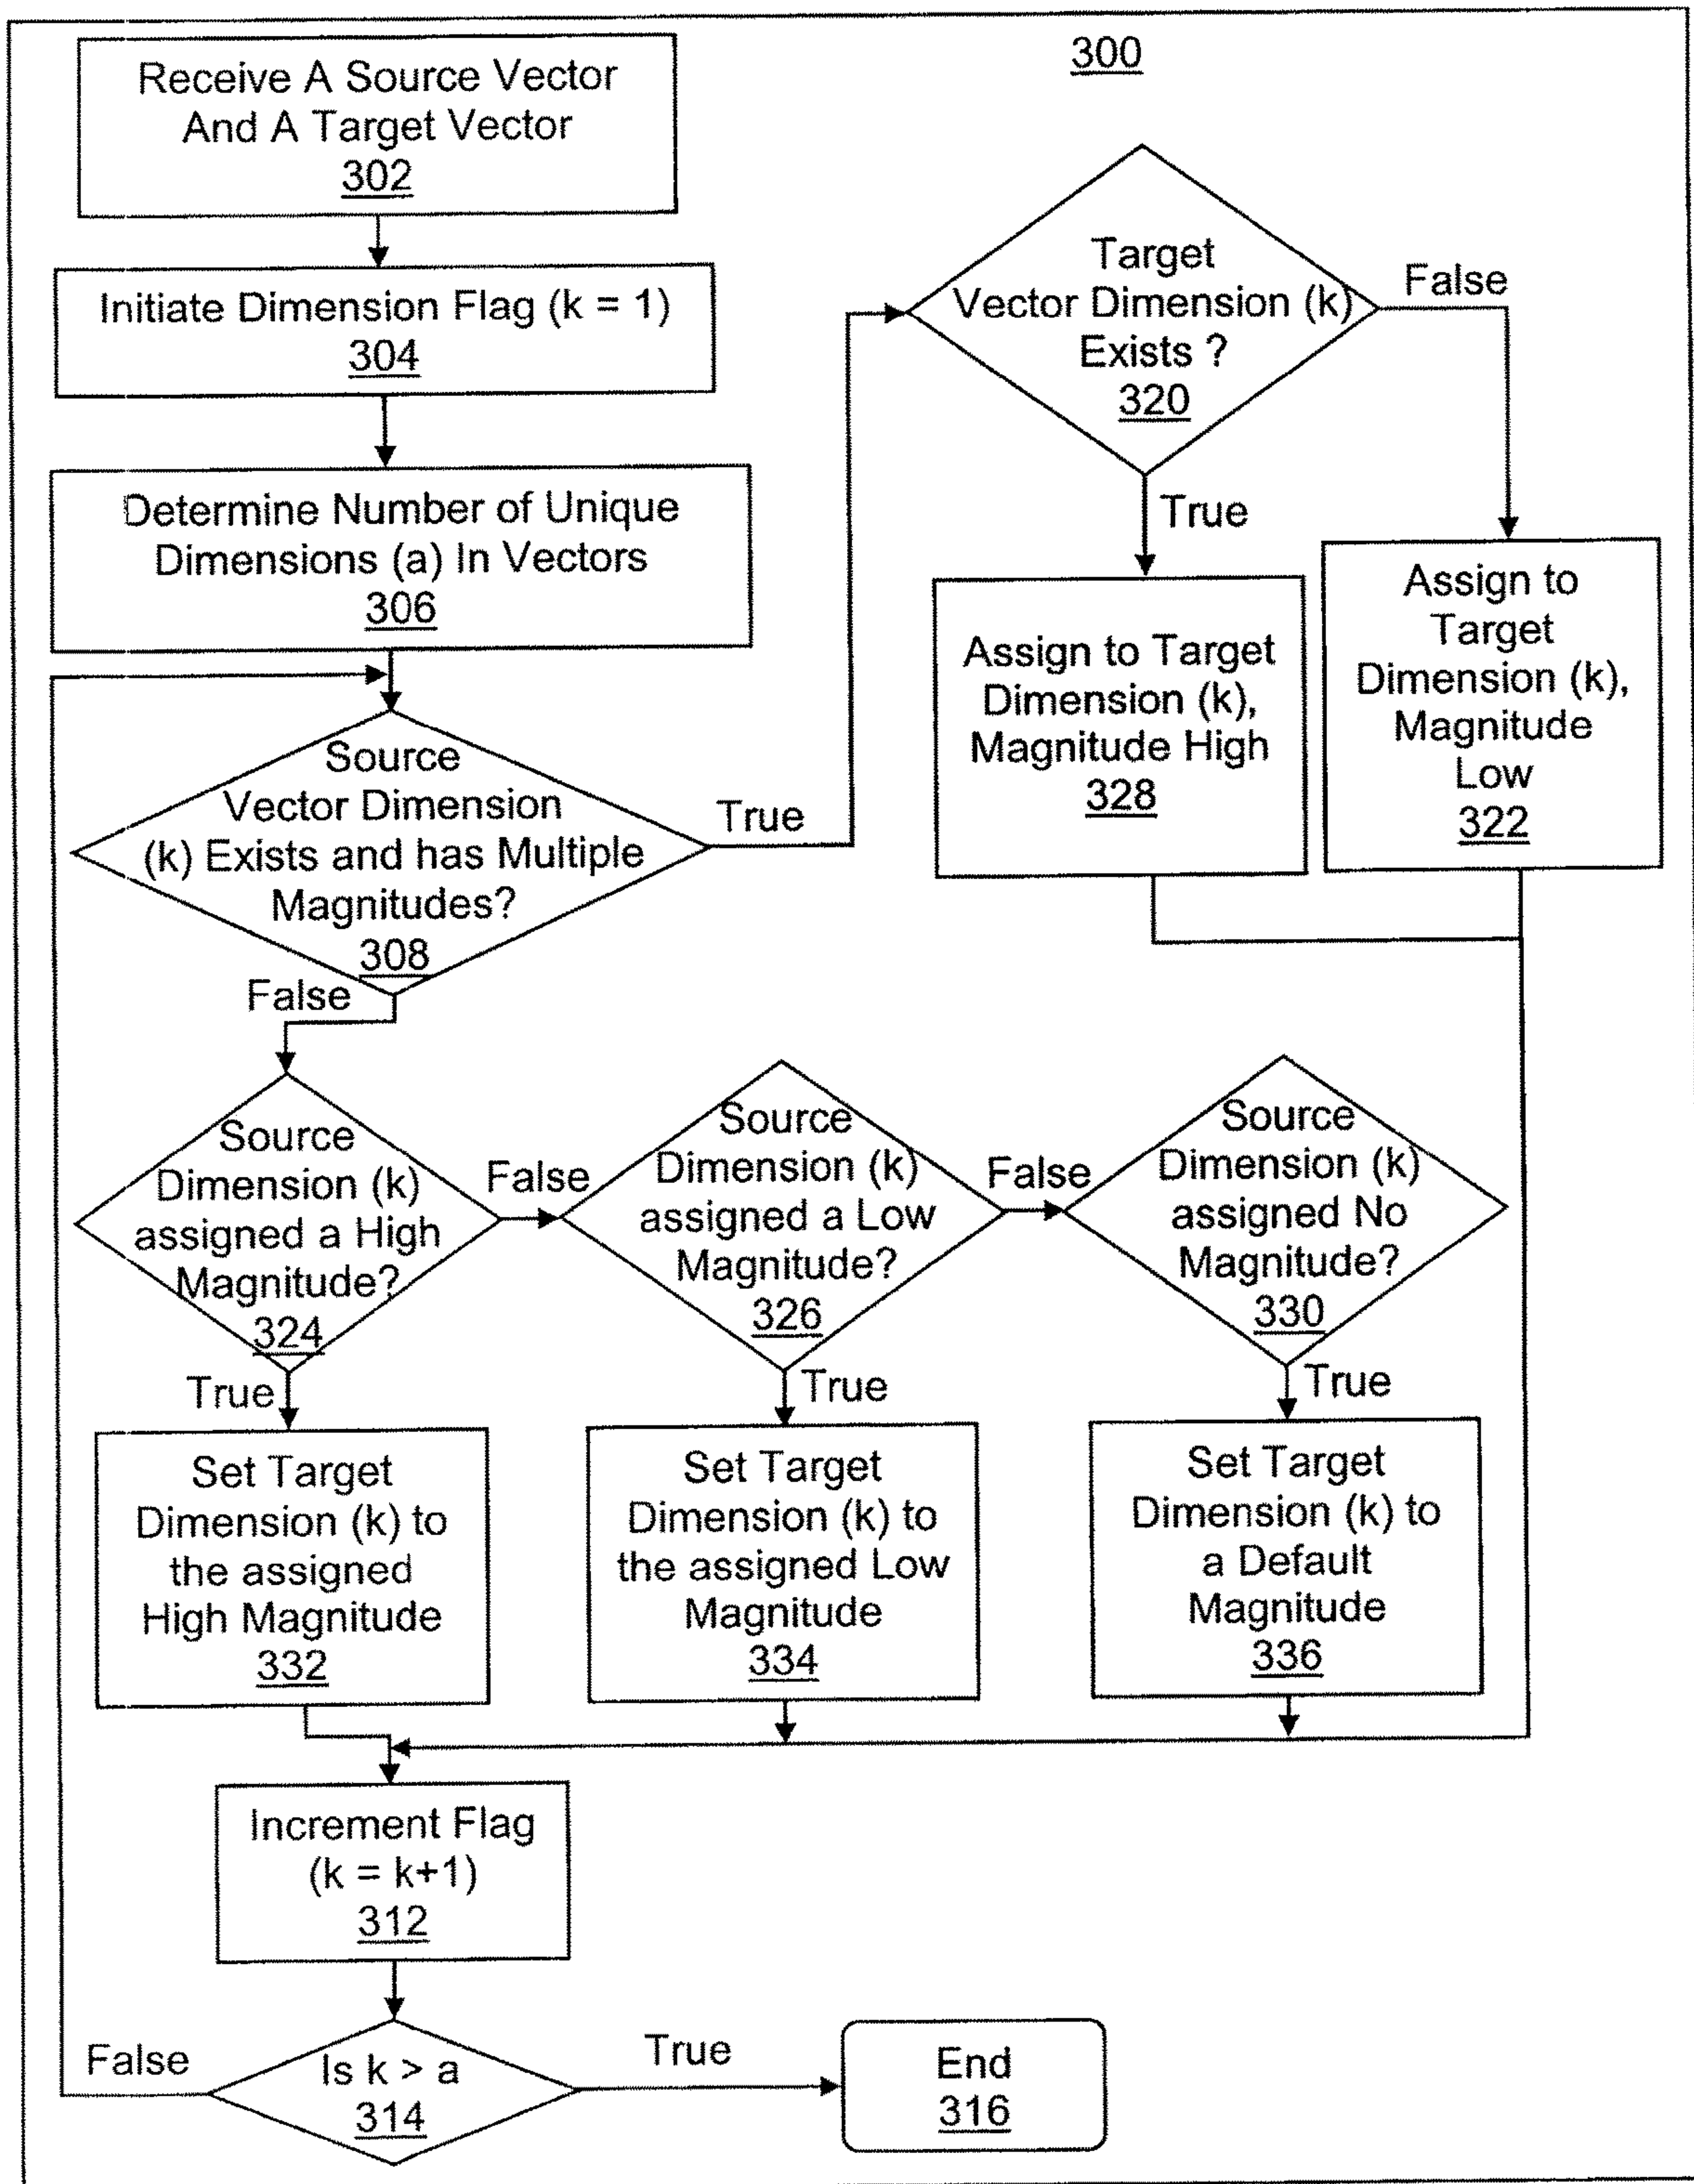 300
Receive A Source Vector
And A Target Vector
302
Initiate Dimension Flag (k = 1)
304
Determine Number of Unique
Dimensions (a) In Vectors
306
Source
Vector Dimension
(k) Exists and has Multiple
Magnitudes?
308
True
False
Target
Vector Dimension (k)
Exists ?
320
False
True
Assign to Target
Dimension (k),
Magnitude High
328
Assign to
Target
Dimension (k),
Magnitude
Low
322
Source
Dimension (k)
assigned a High
Magnitude?
324
False
True
Source
Dimension (k)
assigned a Low
Magnitude?
326
False
True
Source
Dimension (k)
assigned No
Magnitude?
330
True
Set Target
Dimension (k) to
the assigned
High Magnitude
332
Set Target
Dimension (k) to
the assigned Low
Magnitude
334
Set Target
Dimension (k) to
a Default
Magnitude
336
Increment Flag
(k = k+1)
312
Is k > a
314
False
True
End
316